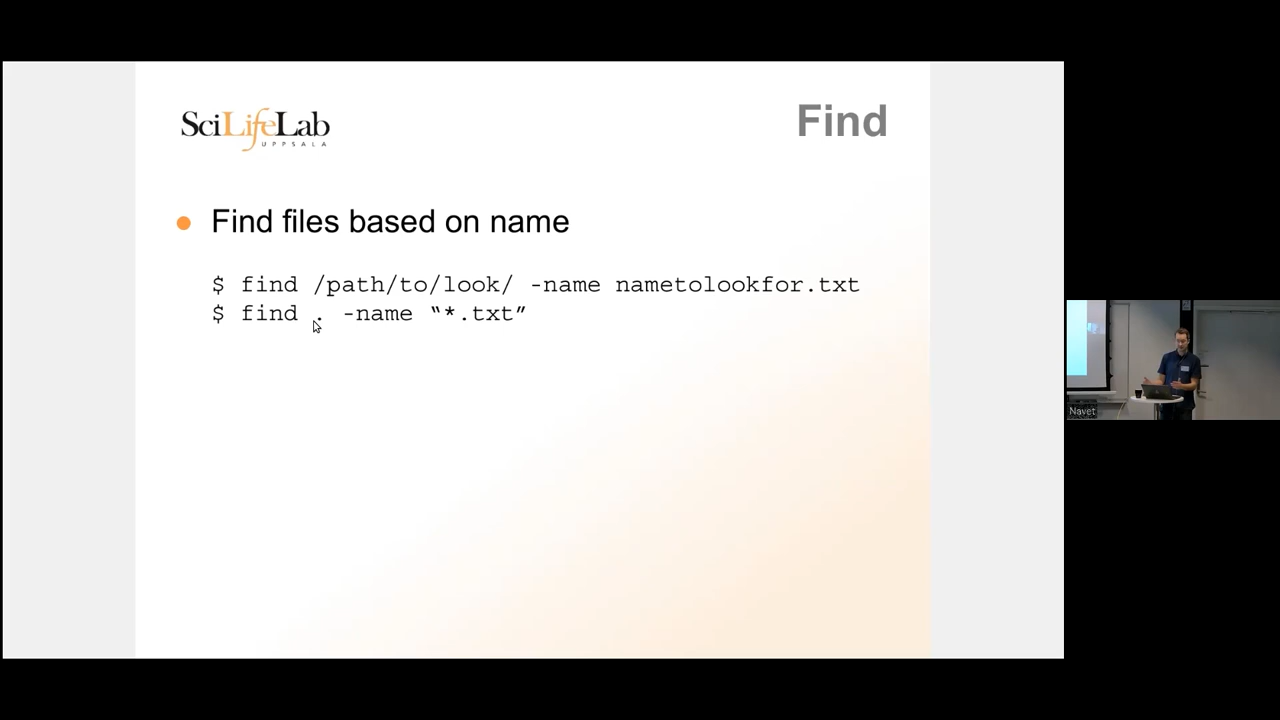 SciLifeLab
UPPSALA
Find
Find files based on name
$ find /path/to/look/ -name nametolookfor.txt
$ find . -name “*.txt”
Navet